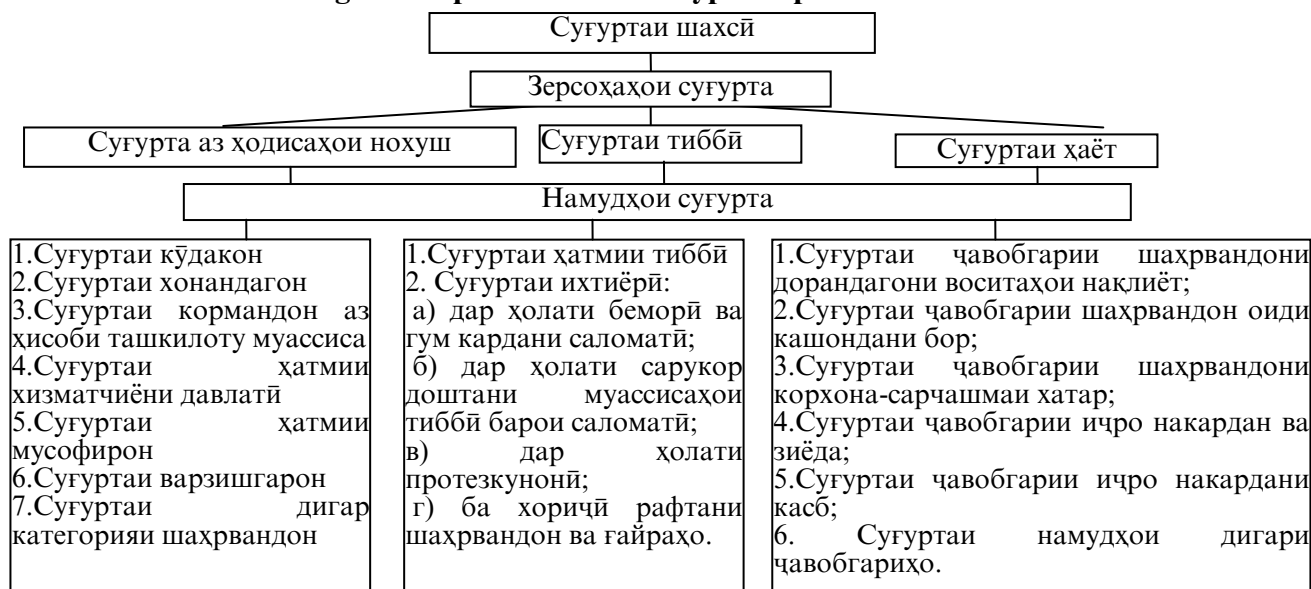 Суғуртаи шахсӣ
Зерсоҳаҳои суғурта
Суғурта аз ҳодисаҳои нохуш
Суғуртаи тиббӣ
Суғуртаи ҳаёт
Намудҳои суғурта
1.Суғуртаи кӯдакон
2.Суғуртаи хонандагон
3.Суғуртаи кормандон аз
ҳисоби ташкилоту муассиса
4.Суғуртаи ҳатмии
хизматчиёни давлатӣ
5.Суғуртаи ҳатмии
мусофирон
6.Суғуртаи варзишгарон
7.Суғуртаи дигар
категорияи шаҳрвандон
1.Суғуртаи ҳатмии тиббӣ
2. Суғуртаи ихтиёрӣ:
а) дар ҳолати беморӣ ва
гум кардани саломатӣ;
б) дар ҳолати сарукор
доштани муассисаҳои
тиббӣ барои саломатӣ;
в) дар ҳолати
протезкунонӣ;
г) ба хориҷӣ рафтани
шаҳрвандон ва ғайраҳо.
1.Суғуртаи ҷавобгарии шаҳрвандони
дорандагони воситаҳои нақлиёт;
2.Суғуртаи ҷавобгарии шаҳрвандон оиди
кашондани бор;
3.Суғуртаи ҷавобгарии шаҳрвандони
корхона-сарчашмаи хатар;
4.Суғуртаи ҷавобгарии иҷро накардан ва
зиёда;
5.Суғуртаи ҷавобгарии иҷро накардани
касб;
6. Суғуртаи намудҳои дигари
ҷавобгариҳо.